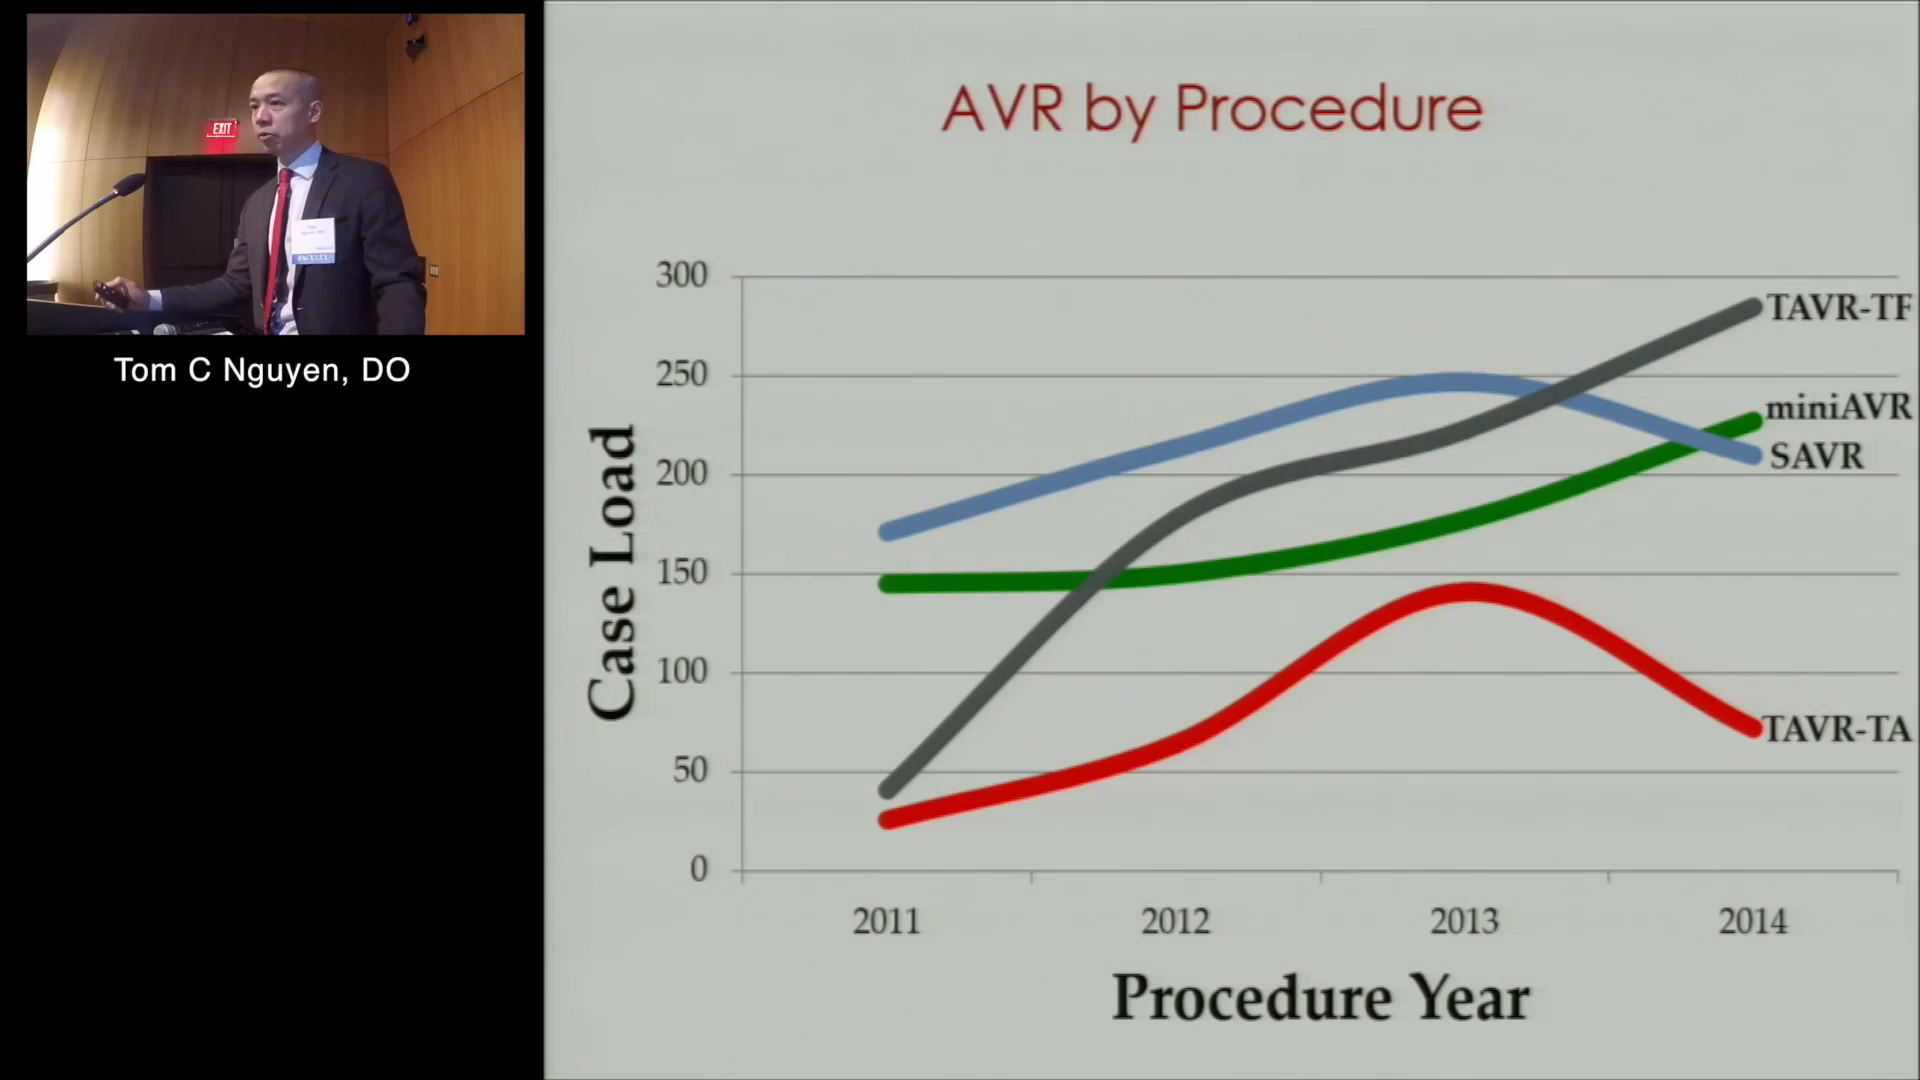 EXIT
FACULTY
Tom C Nguyen, DO
AVR by Procedure
300
250
200
150
100
50
0
Case Load
TAVR-TF
miniAVR
SAVR
TAVR-TA
2011
2012
2013
2014
Procedure Year